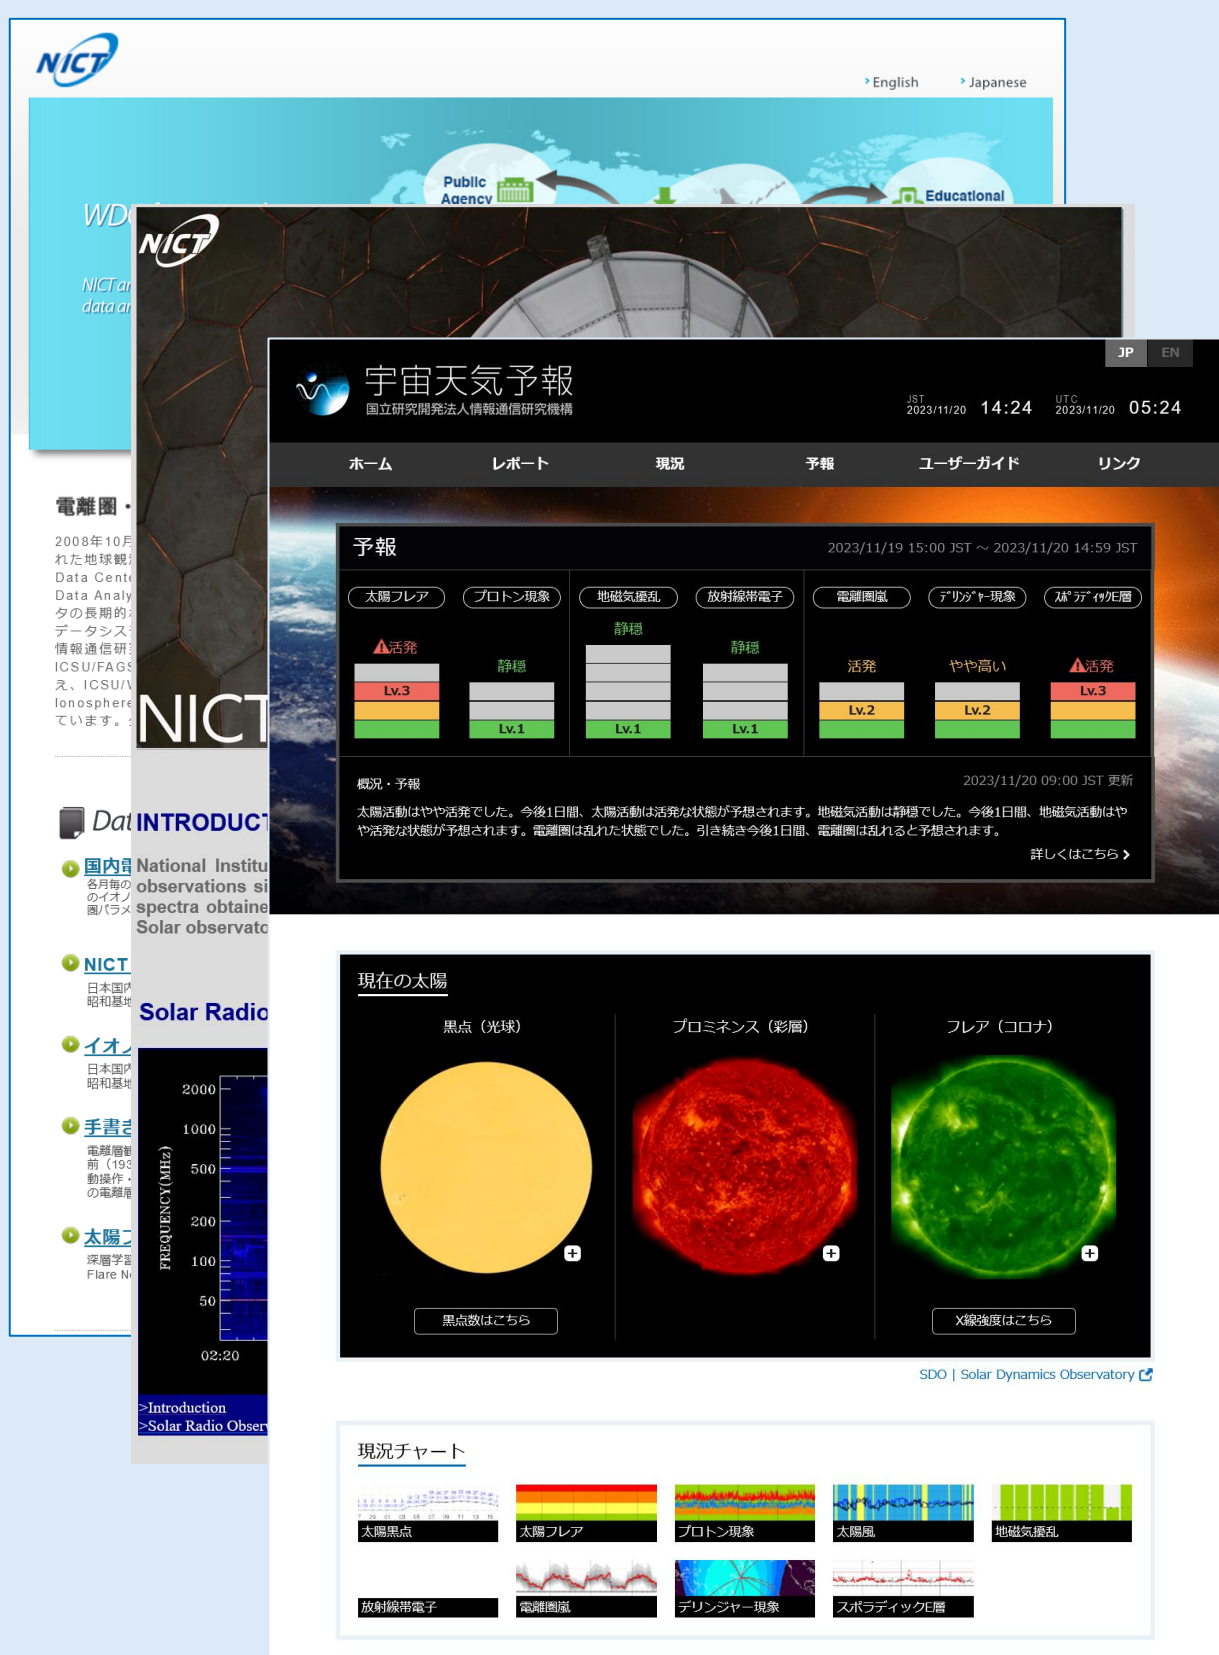 NICT
English
Japanese
Public
Agency
Educational
WD
NICT
NICT
data
電離圏・
2008年10月
れた地球観
Data Cent
Data Analy
タの長期的
データシス
情報通信研
ICSU/FAGS
え、ICSU/
Ionosphere
ています。
Dat
国内電
各月毎の
のイオノ
圏パラメ
NICT
日本国内
昭和基地
イオノ
日本国内
昭和基地
手書き
電離層観
前（193
動操作・
の電離層
太陽フ
深層学習
Flare Ne
NICT
INTRODUCT
National Institu
observations si
spectra obtaine
Solar observato
Solar Radio
2000
1000
500
200
100
50
FREQUENCY(MHz)
02:20
>Introduction
>Solar Radio Obser
JP EN
宇宙天気予報
国立研究開発法人情報通信研究機構
JST
2023/11/20 14:24
UTC
2023/11/20 05:24
ホーム レポート 現況 予報 ユーザーガイド リンク
予報
2023/11/19 15:00 JST ～ 2023/11/20 14:59 JST
太陽フレア プロトン現象 地磁気擾乱 放射線帯電子 電離圏嵐 ﾃﾞﾘﾝｼﾞｬｰ現象 ｽﾎﾟﾗﾃﾞｨｯｸE層
活発 静穏 静穏 静穏 活発 やや高い 活発
Lv.3 Lv.1 Lv.1 Lv.1 Lv.2 Lv.2 Lv.3
概況・予報
2023/11/20 09:00 JST 更新
太陽活動はやや活発でした。今後1日間、太陽活動は活発な状態が予想されます。地磁気活動は静穏でした。今後1日間、地磁気活動はや
や活発な状態が予想されます。電離圏は乱れた状態でした。引き続き今後1日間、電離圏は乱れると予想されます。
詳しくはこちら
現在の太陽
黒点（光球） プロミネンス（彩層） フレア（コロナ）
黒点数はこちら
X線強度はこちら
SDO | Solar Dynamics Observatory
現況チャート
太陽黒点 太陽フレア プロトン現象 太陽風 地磁気擾乱
放射線帯電子 電離圏嵐 デリンジャー現象 スポラディックE層